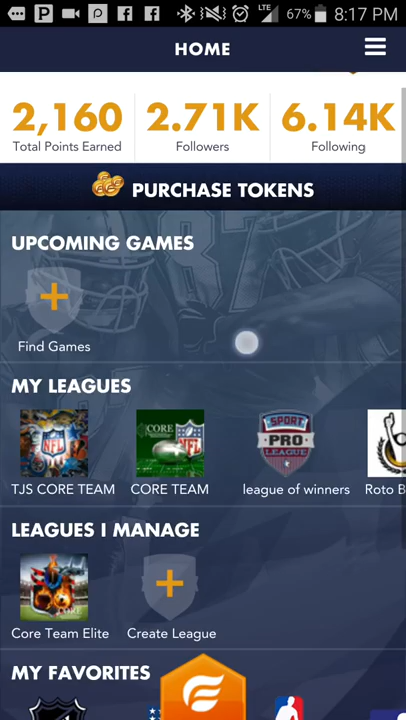 67% 8:17 PM
LTE
HOME
2,160 2.71K 6.14K
Total Points Earned Followers Following
PURCHASE TOKENS
UPCOMING GAMES
Find Games
MY LEAGUES
NFL CORE NFL SPORT PRO LEAGUE
TJS CORE TEAM CORE TEAM league of winners Roto B
LEAGUES I MANAGE
Core Team Elite Create League
MY FAVORITES